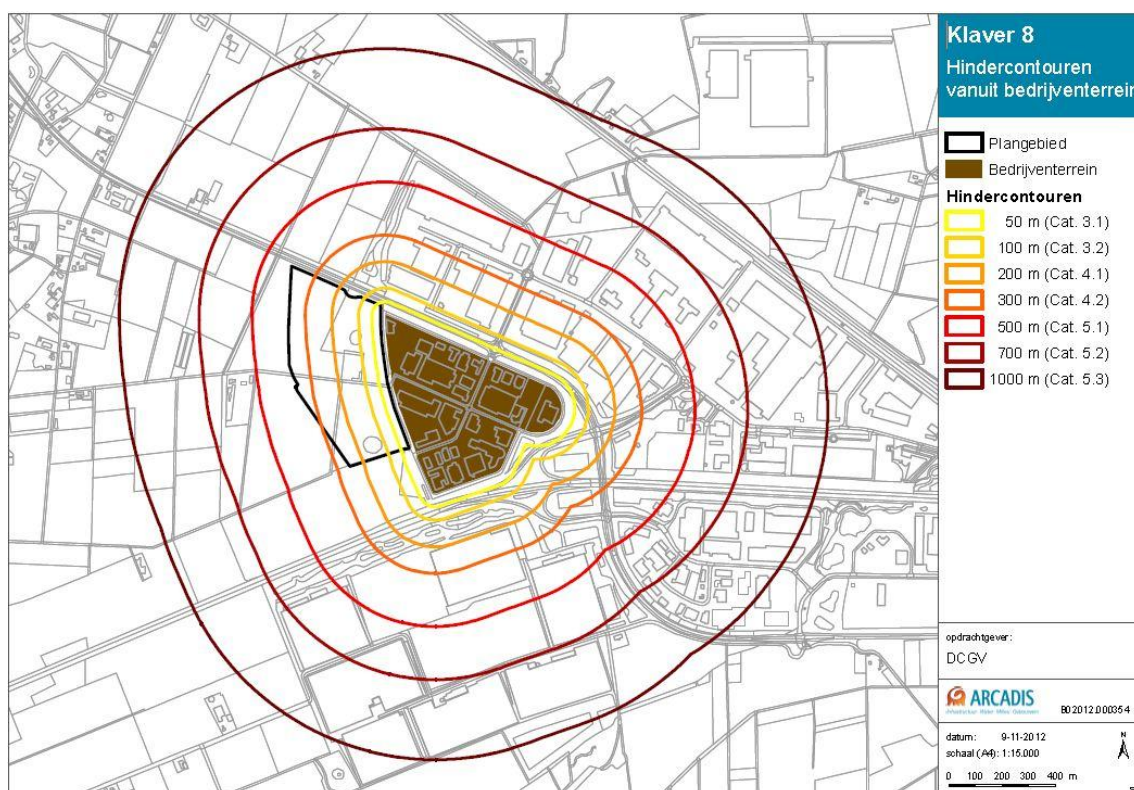 Klaver 8
Hindercontouren
vanuit bedrijventerrein
Plangebied
Bedrijventerrein
Hindercontouren
50 m (Cat. 3.1)
100 m (Cat. 3.2)
200 m (Cat. 4.1)
300 m (Cat. 4.2)
500 m (Cat. 5.1)
700 m (Cat. 5.2)
1000 m (Cat. 5.3)
opdrachtgever:
DCGV
ARCADIS
B02012.000354
datum: 9-11-2012
schaal (A4): 1:15.000
N
0 100 200 300 400 m